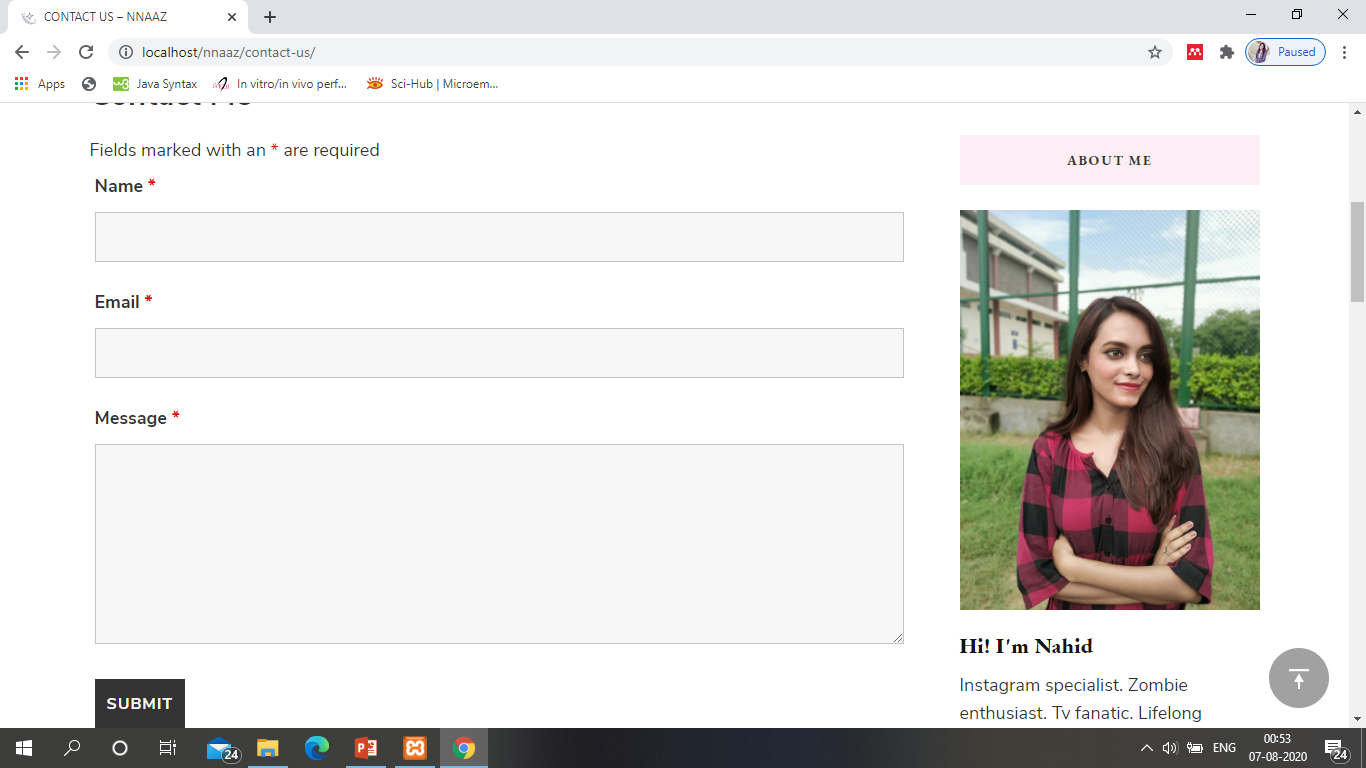 CONTACT US – NNAAZ
localhost/nnaaz/contact-us/
Paused
Apps
Java Syntax
In vitro/in vivo perf...
Sci-Hub | Microem...
Contact Me
Fields marked with an * are required
Name *
Email *
Message *
SUBMIT
ABOUT ME
Hi! I'm Nahid
Instagram specialist. Zombie
enthusiast. Tv fanatic. Lifelong
24
ENG
00:53
07-08-2020
24